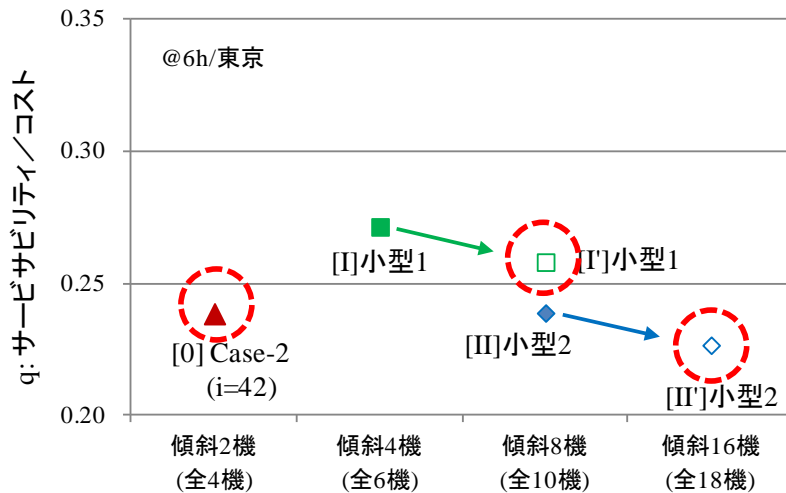 q: サービサビリティ／コスト
0.35
0.30
0.25
0.20
@6h/東京
[I]小型1
[I']小型1
[0] Case-2
(i=42)
[II]小型2
[II']小型2
傾斜2機
(全4機)
傾斜4機
(全6機)
傾斜8機
(全10機)
傾斜16機
(全18機)